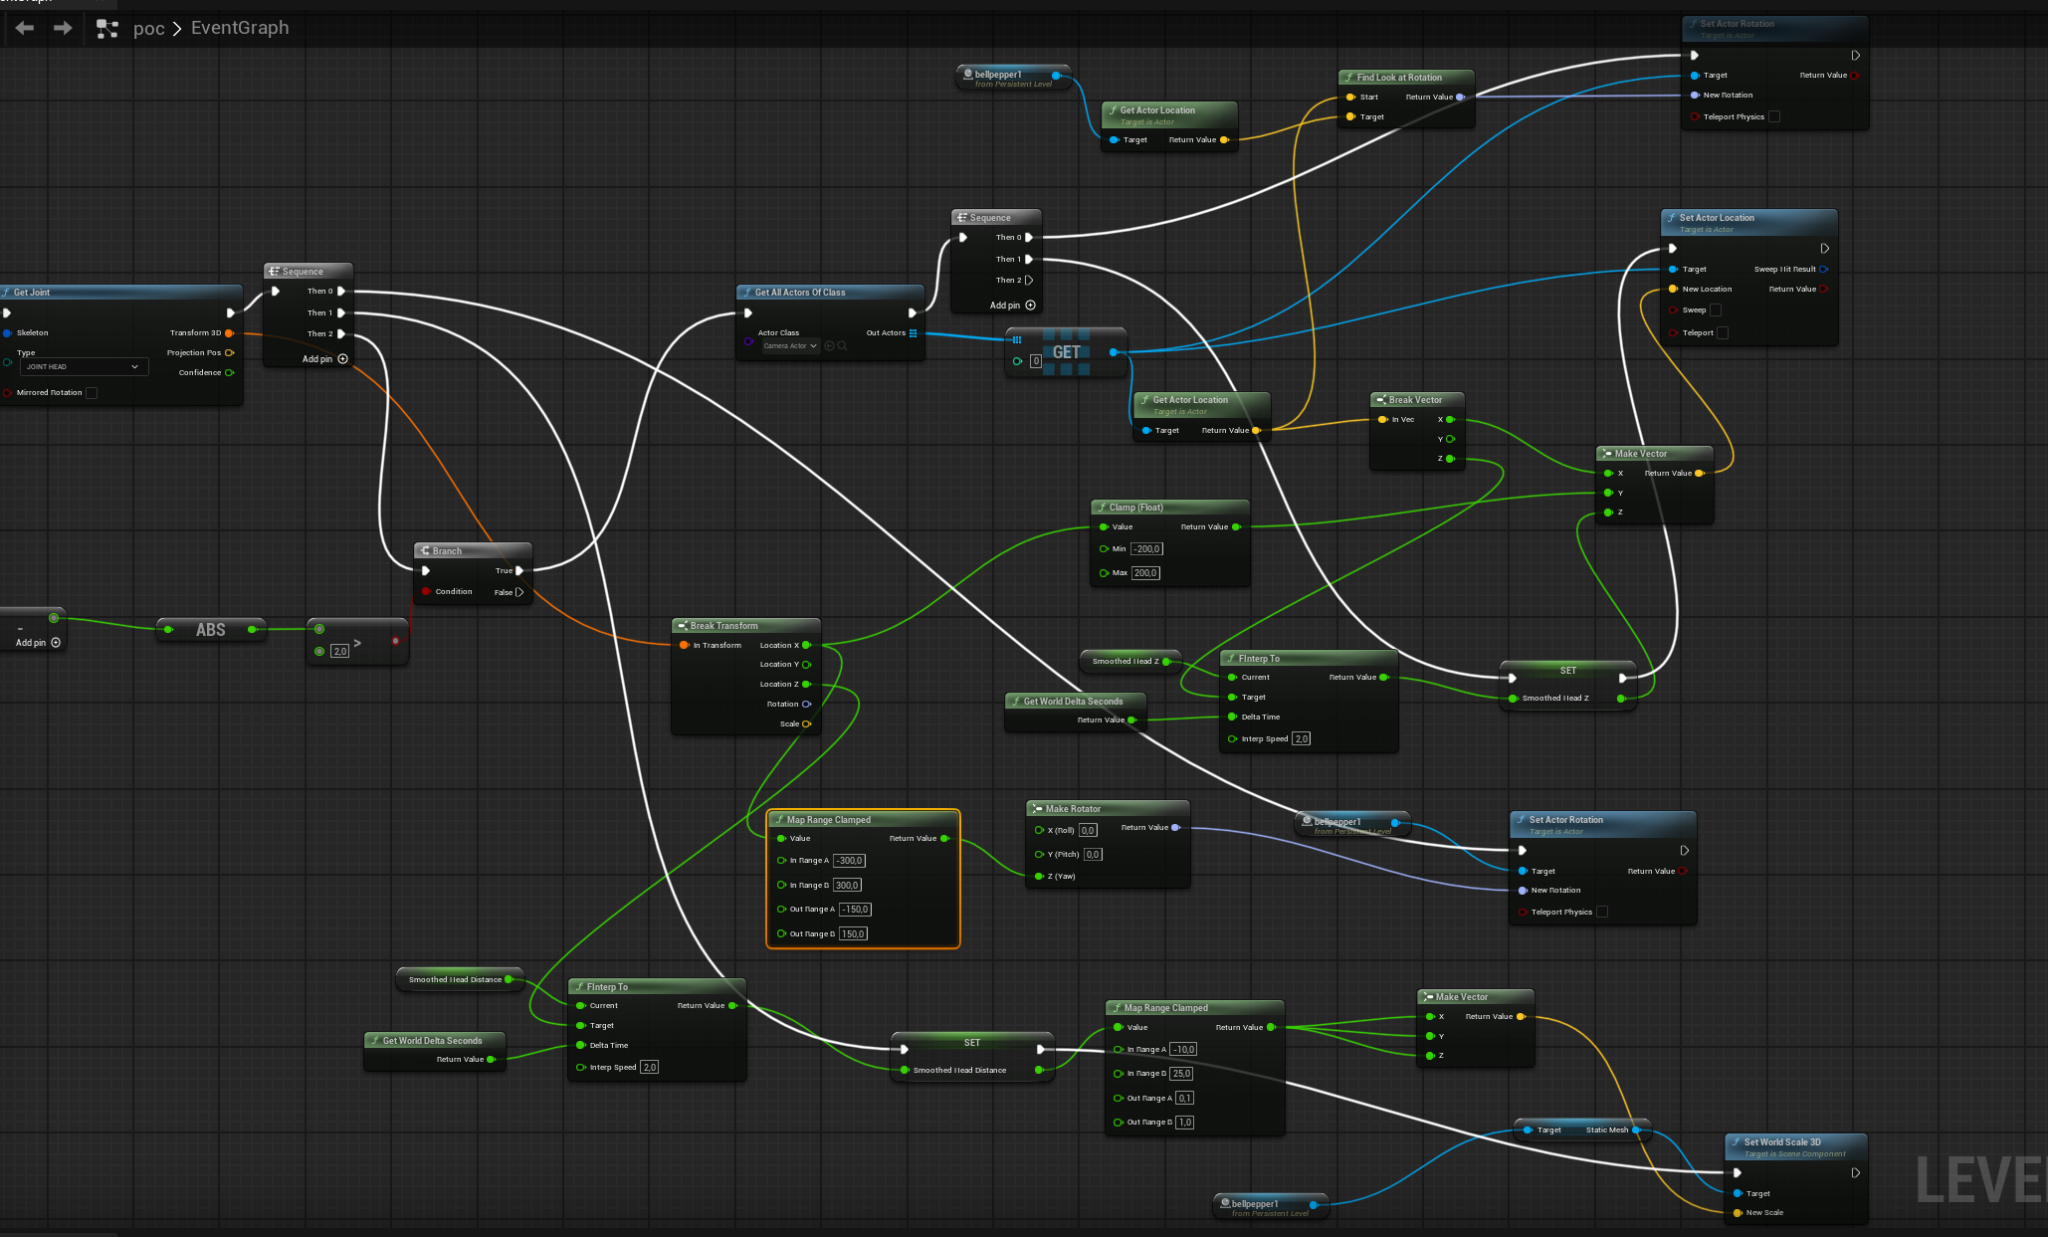 poc > EventGraph
Set Actor Rotation
Target is Actor
Target
Return Value
New Rotation
Teleport Physics
bellpepper1
from Persistent Level
Get Actor Location
Target is Actor
Target
Return Value
Find Look at Rotation
Start
Return Value
Target
Sequence
Then 0
Then 1
Then 2
Add pin
Set Actor Location
Target is Actor
Target
Sweep Hit Result
New Location
Return Value
Sweep
Teleport
Get Joint
Skeleton
Transform 3D
Type
Projection Pos
JOINT HEAD
Confidence
Mirrored Rotation
Sequence
Then 0
Then 1
Then 2
Add pin
Get All Actors Of Class
Actor Class
Out Actors
Camera Actor
0
GET
Get Actor Location
Target is Actor
Target
Return Value
Break Vector
In Vec
X
Y
Z
Make Vector
X
Return Value
Y
Z
Clamp (Float)
Value
Return Value
Min
-200,0
Max
200,0
Branch
True
Condition
False
-
Add pin
ABS
2,0
>
Break Transform
In Transform
Location X
Location Y
Location Z
Rotation
Scale
Smoothed Head Z
Get World Delta Seconds
Return Value
FInterp To
Current
Return Value
Target
Delta Time
Interp Speed
2,0
SET
Smoothed Head Z
Map Range Clamped
Value
Return Value
In Range A
-300,0
In Range B
300,0
Out Range A
-150,0
Out Range B
150,0
Make Rotator
X (Roll)
0,0
Return Value
Y (Pitch)
0,0
Z (Yaw)
bellpepper1
from Persistent Level
Set Actor Rotation
Target is Actor
Target
Return Value
New Rotation
Teleport Physics
Smoothed Head Distance
Get World Delta Seconds
Return Value
FInterp To
Current
Return Value
Target
Delta Time
Interp Speed
2,0
SET
Smoothed Head Distance
Map Range Clamped
Value
Return Value
In Range A
-10,0
In Range B
25,0
Out Range A
0,1
Out Range B
1,0
Make Vector
X
Return Value
Y
Z
Target
Static Mesh
bellpepper1
from Persistent Level
Set World Scale 3D
Target is Scene Component
Target
New Scale
LEVE